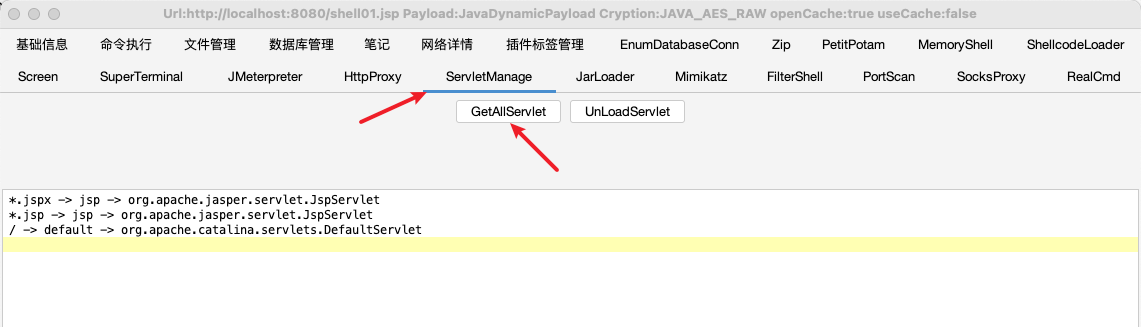 Url:http://localhost:8080/shell01.jsp Payload:JavaDynamicPayload Cryption:JAVA_AES_RAW openCache:true useCache:false
基础信息 命令执行 文件管理 数据库管理 笔记 网络详情 插件标签管理 EnumDatabaseConn Zip PetitPotam MemoryShell ShellcodeLoader
Screen SuperTerminal JMeterpreter HttpProxy ServletManage JarLoader Mimikatz FilterShell PortScan SocksProxy RealCmd
GetAllServlet UnLoadServlet
*.jspx -> jsp -> org.apache.jasper.servlet.JspServlet
*.jsp -> jsp -> org.apache.jasper.servlet.JspServlet
/ -> default -> org.apache.catalina.servlets.DefaultServlet